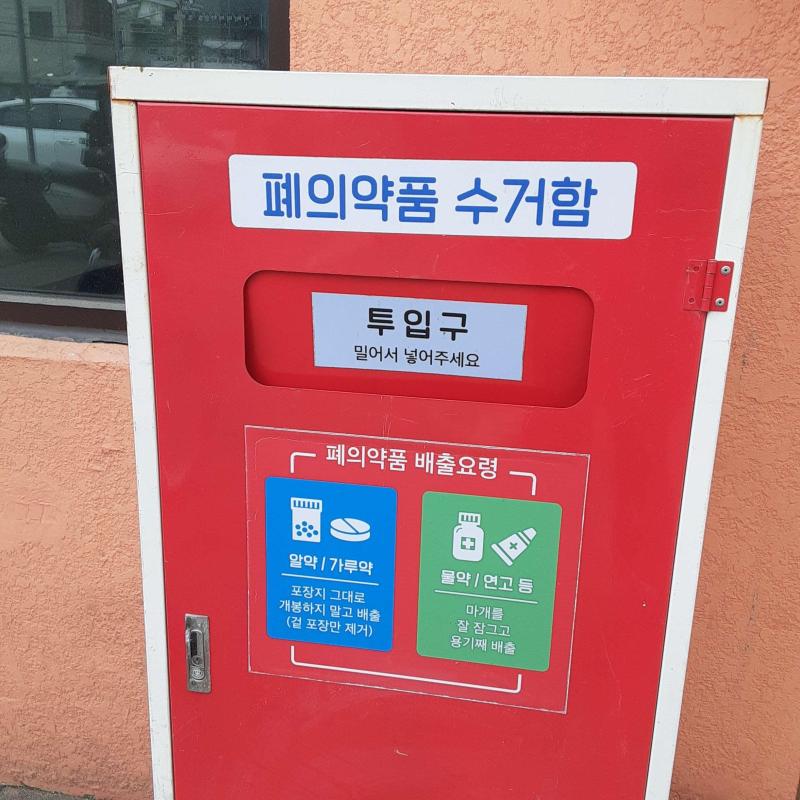 폐의약품 수거함
투입구
밀어서 넣어주세요
폐의약품 배출요령
알약 / 가루약
포장지 그대로
개봉하지 말고 배출
(겉 포장만 제거)
물약 / 연고 등
마개를
잘 잠그고
용기째 배출